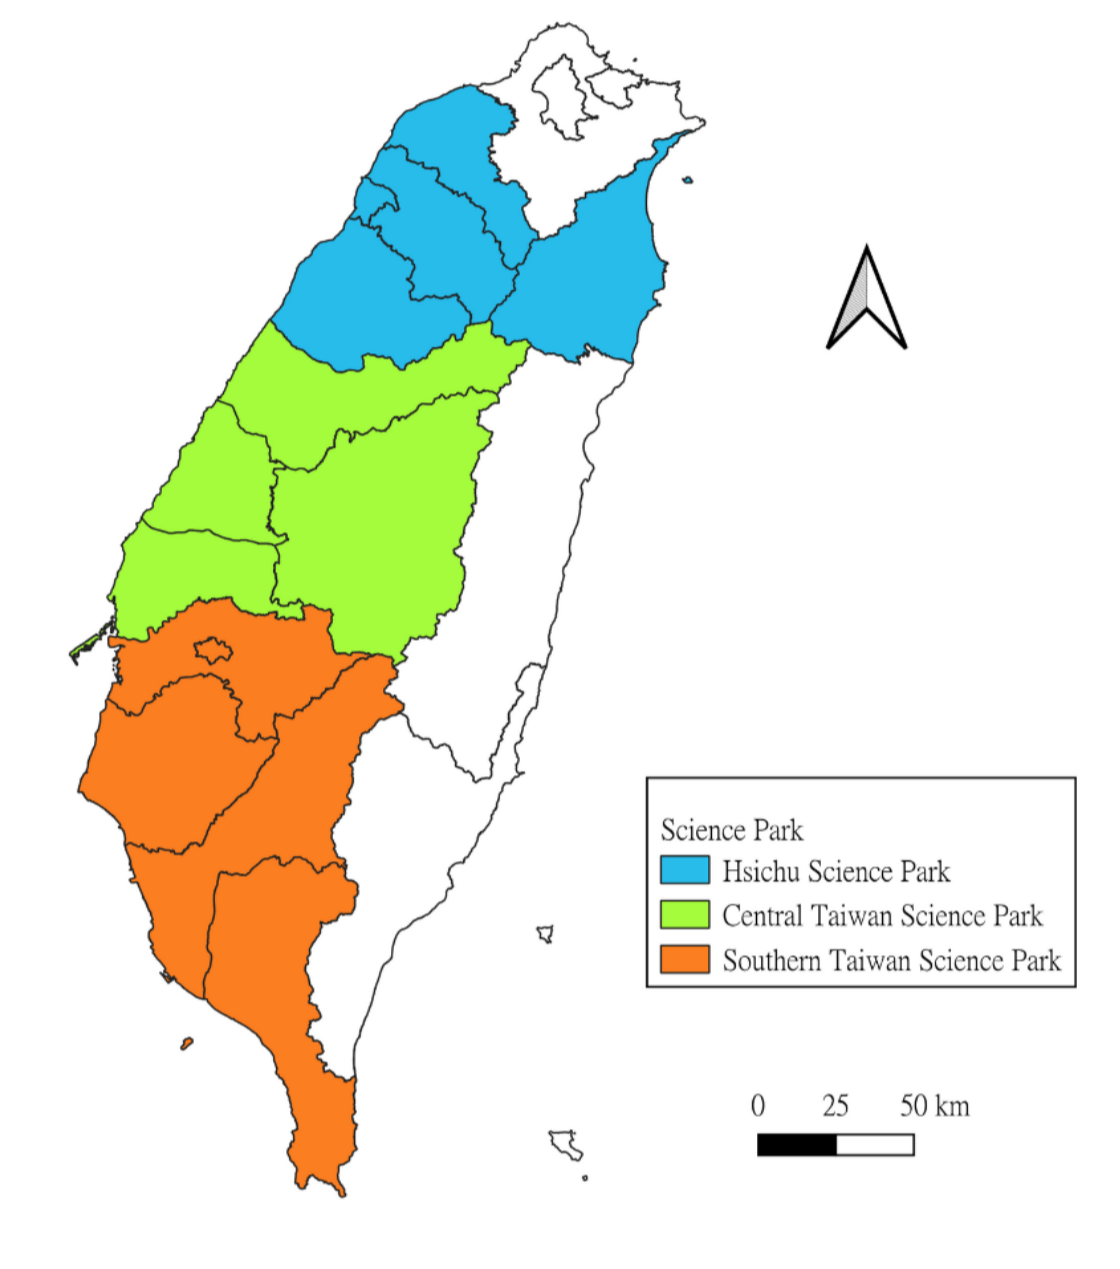 Science Park
Hsichu Science Park
Central Taiwan Science Park
Southern Taiwan Science Park
0 25 50 km